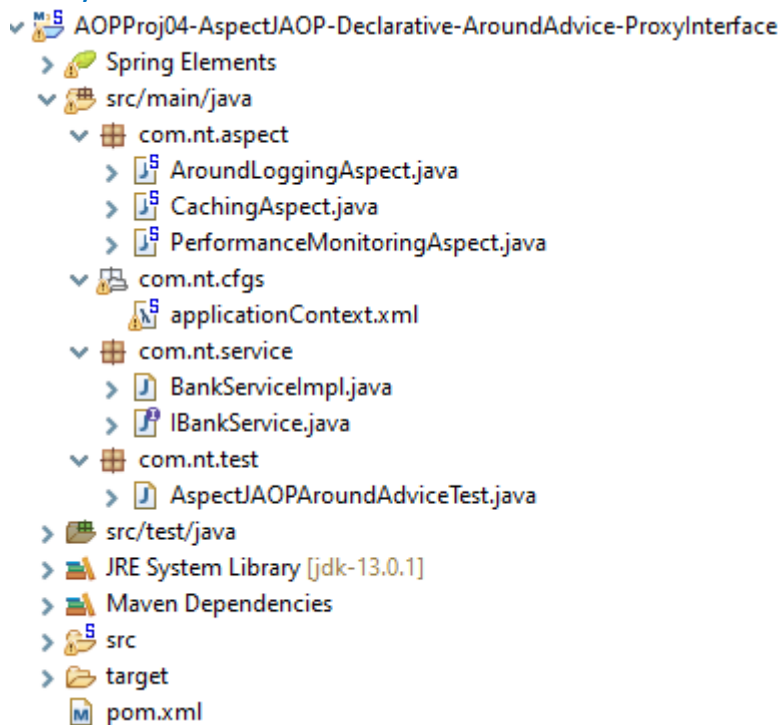 AOPProj04-AspectJAOP-Declarative-AroundAdvice-ProxyInterface
Spring Elements
src/main/java
com.nt.aspect
AroundLoggingAspect.java
CachingAspect.java
PerformanceMonitoringAspect.java
com.nt.cfgs
applicationContext.xml
com.nt.service
BankServiceImpl.java
IBankService.java
com.nt.test
AspectJAOPAroundAdviceTest.java
src/test/java
JRE System Library [jdk-13.0.1]
Maven Dependencies
src
target
pom.xml